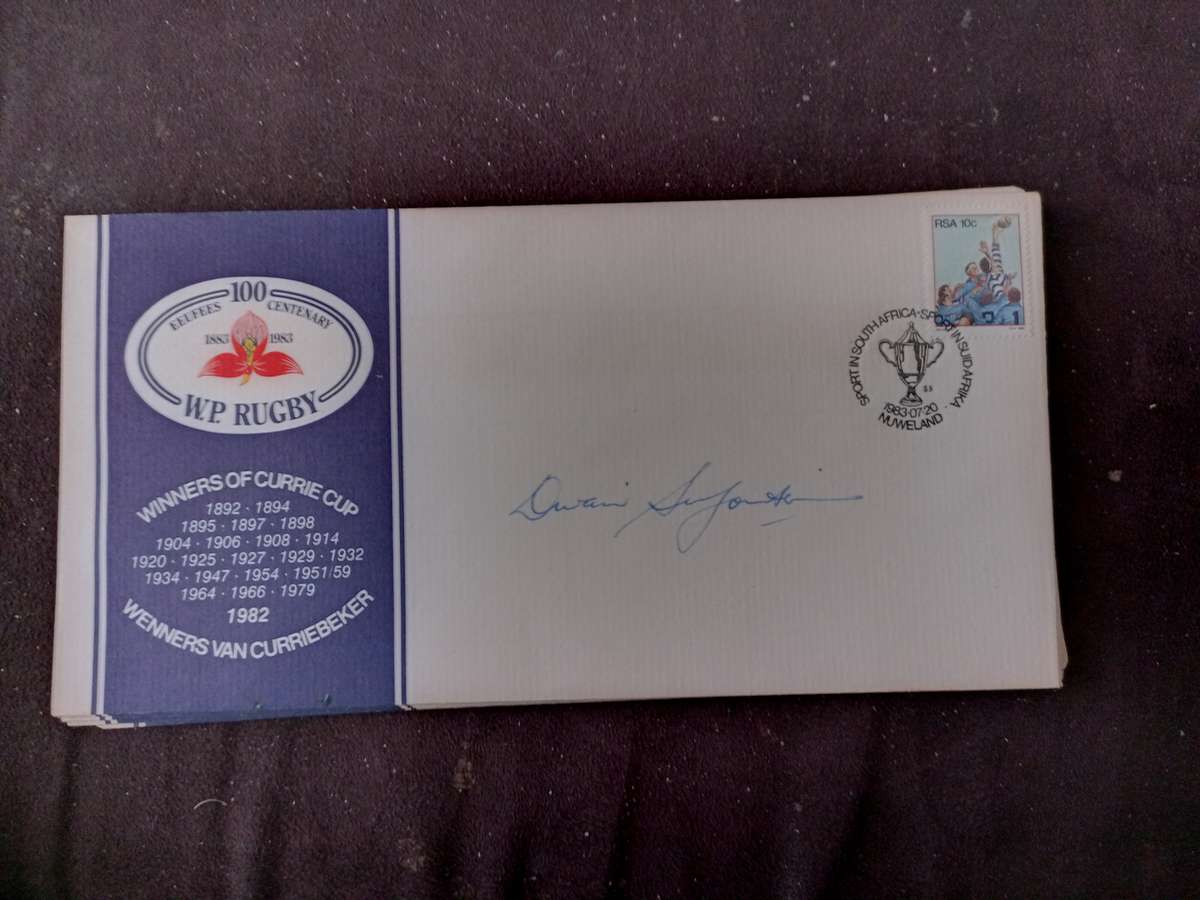 100
EEUFEES CENTENARY
1883 1983
W.P. RUGBY
WINNERS OF CURRIE CUP
1892 · 1894
1895 · 1897 · 1898
1904 · 1906 · 1908 · 1914
1920 · 1925 · 1927 · 1929 · 1932
1934 · 1947 · 1954 · 1951/59
1964 · 1966 · 1979
1982
WENNERS VAN CURRIEBEKER
RSA 10c
2 1
SPORT IN SOUTH AFRICA · SPORT IN SUID AFRIKA ·
1983·07·20
NUWELAND